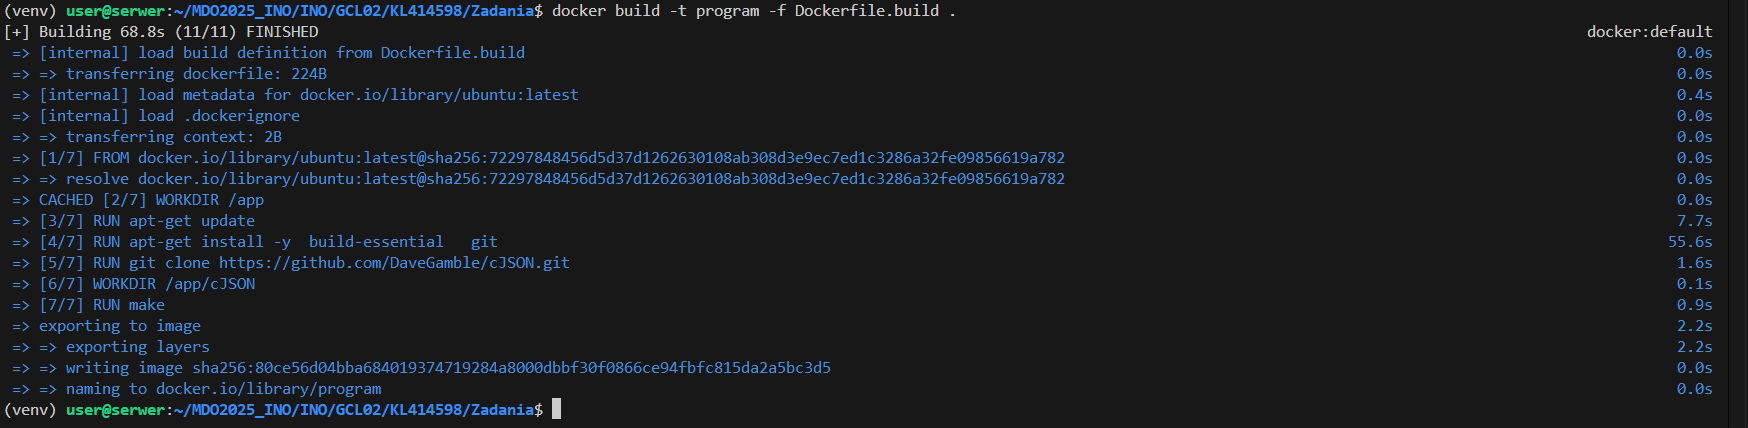 (venv) user@serwer:~/MDO2025_INO/INO/GCL02/KL414598/Zadania$ docker build -t program -f Dockerfile.build .
[+] Building 68.8s (11/11) FINISHED docker:default
=> [internal] load build definition from Dockerfile.build 0.0s
=> => transferring dockerfile: 224B 0.0s
=> [internal] load metadata for docker.io/library/ubuntu:latest 0.4s
=> [internal] load .dockerignore 0.0s
=> => transferring context: 2B 0.0s
=> [1/7] FROM docker.io/library/ubuntu:latest@sha256:72297848456d5d37d1262630108ab308d3e9ec7ed1c3286a32fe09856619a782 0.0s
=> => resolve docker.io/library/ubuntu:latest@sha256:72297848456d5d37d1262630108ab308d3e9ec7ed1c3286a32fe09856619a782 0.0s
=> CACHED [2/7] WORKDIR /app 0.0s
=> [3/7] RUN apt-get update 7.7s
=> [4/7] RUN apt-get install -y  build-essential   git 55.6s
=> [5/7] RUN git clone https://github.com/DaveGamble/cJSON.git 1.6s
=> [6/7] WORKDIR /app/cJSON 0.1s
=> [7/7] RUN make 0.9s
=> exporting to image 2.2s
=> => exporting layers 2.2s
=> => writing image sha256:80ce56d04bba684019374719284a8000dbbf30f0866ce94fbfc815da2a5bc3d5 0.0s
=> => naming to docker.io/library/program 0.0s
(venv) user@serwer:~/MDO2025_INO/INO/GCL02/KL414598/Zadania$